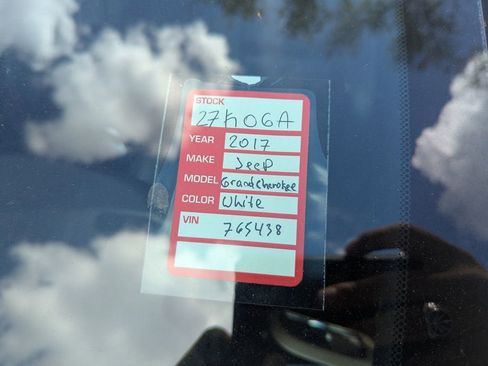 STOCK
27K06A
YEAR 2017
MAKE Jeep
MODEL Grand Cherokee
COLOR White
VIN 765438